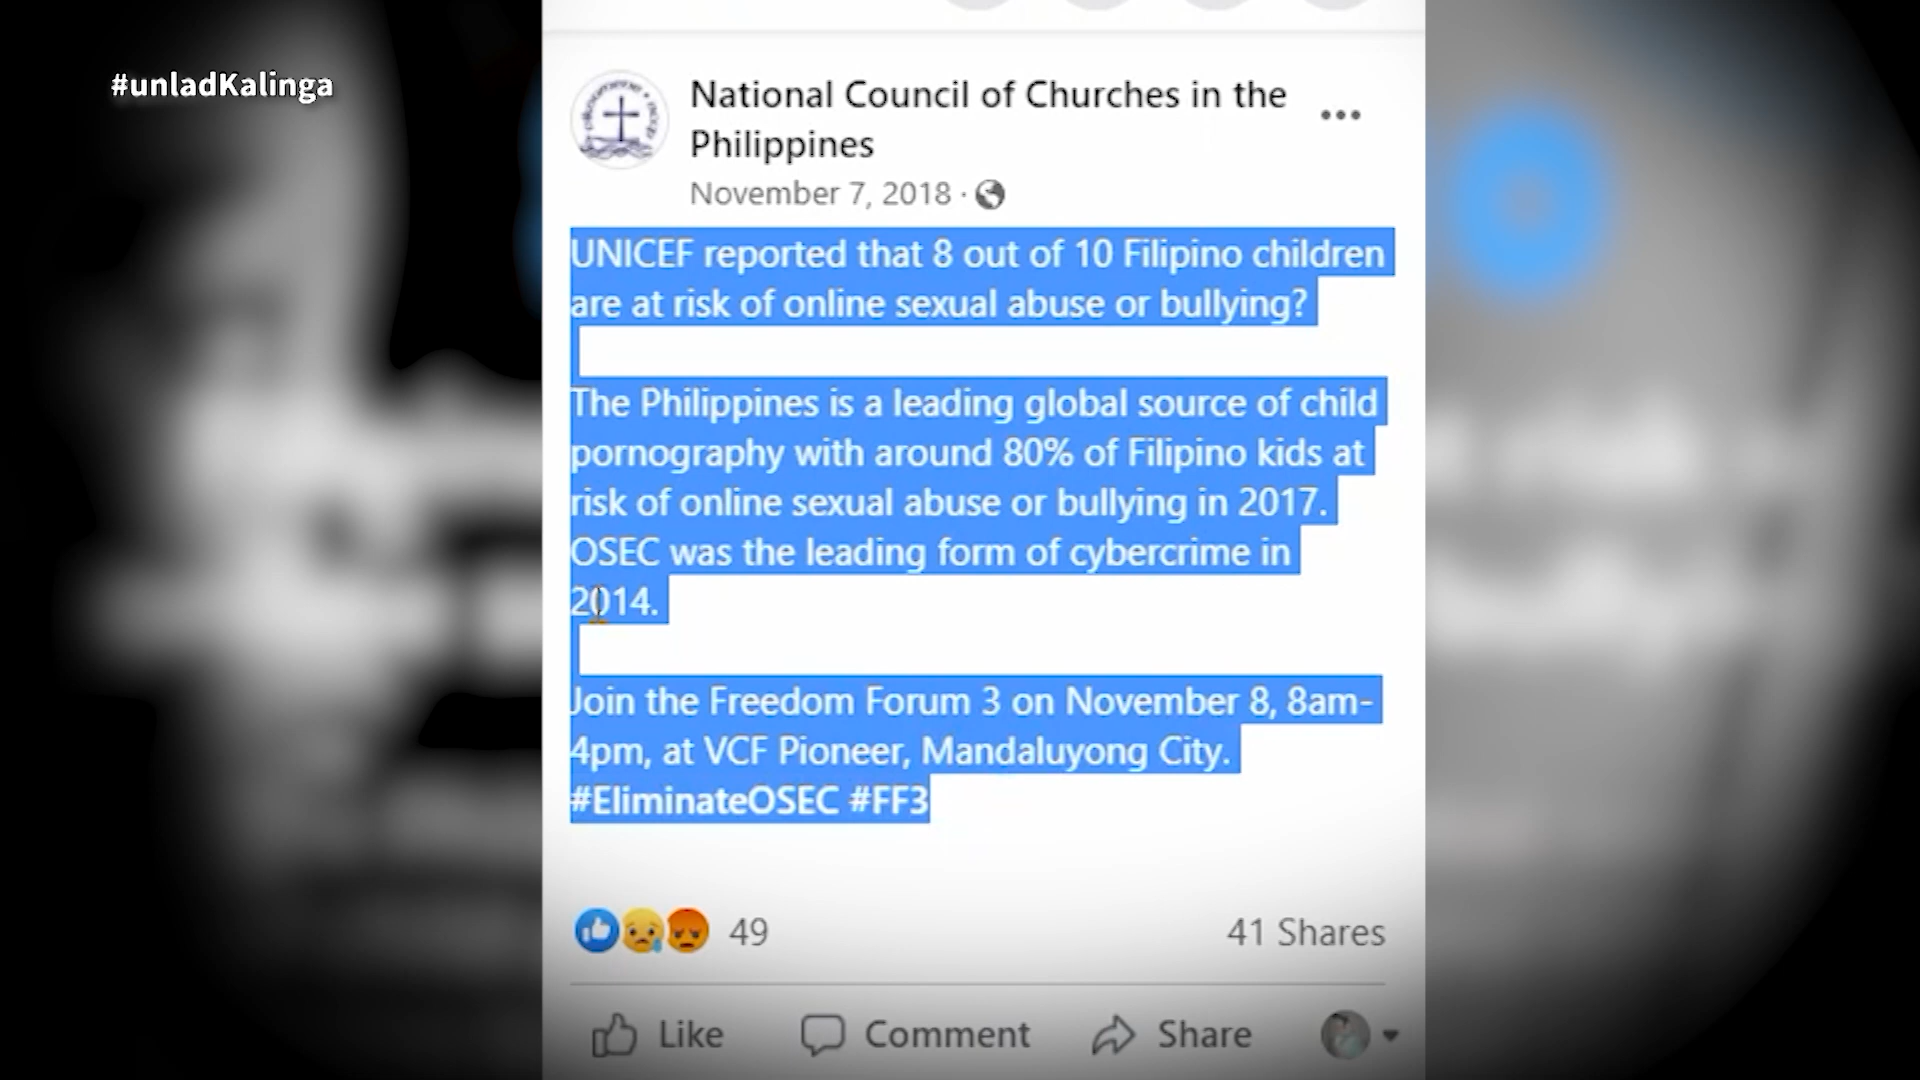 #unladKalinga
National Council of Churches in the
Philippines
November 7, 2018 ·
UNICEF reported that 8 out of 10 Filipino children
are at risk of online sexual abuse or bullying?
The Philippines is a leading global source of child
pornography with around 80% of Filipino kids at
risk of online sexual abuse or bullying in 2017.
OSEC was the leading form of cybercrime in
2014.
Join the Freedom Forum 3 on November 8, 8am-
4pm, at VCF Pioneer, Mandaluyong City.
#EliminateOSEC #FF3
49
41 Shares
Like
Comment
Share